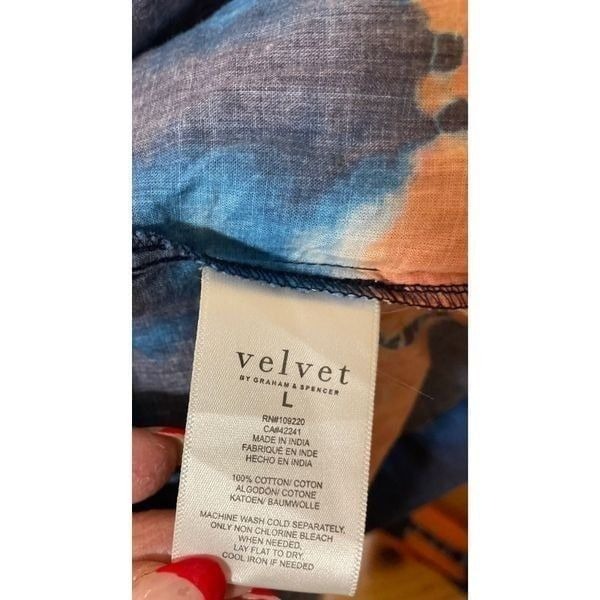 velvet
BY GRAHAM & SPENCER
L
RN#109220
CA#42241
MADE IN INDIA
FABRIQUÉ EN INDE
HECHO EN INDIA
100% COTTON/ COTON
ALGODÓN/ COTONE
KATOEN/ BAUMWOLLE
MACHINE WASH COLD SEPARATELY.
ONLY NON CHLORINE BLEACH
WHEN NEEDED.
LAY FLAT TO DRY.
COOL IRON IF NEEDED